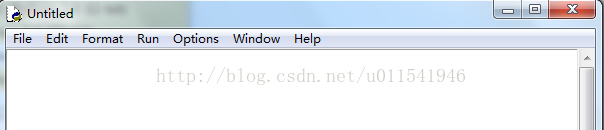 Untitled
File Edit Format Run Options Window Help
http://blog.csdn.net/u011541946